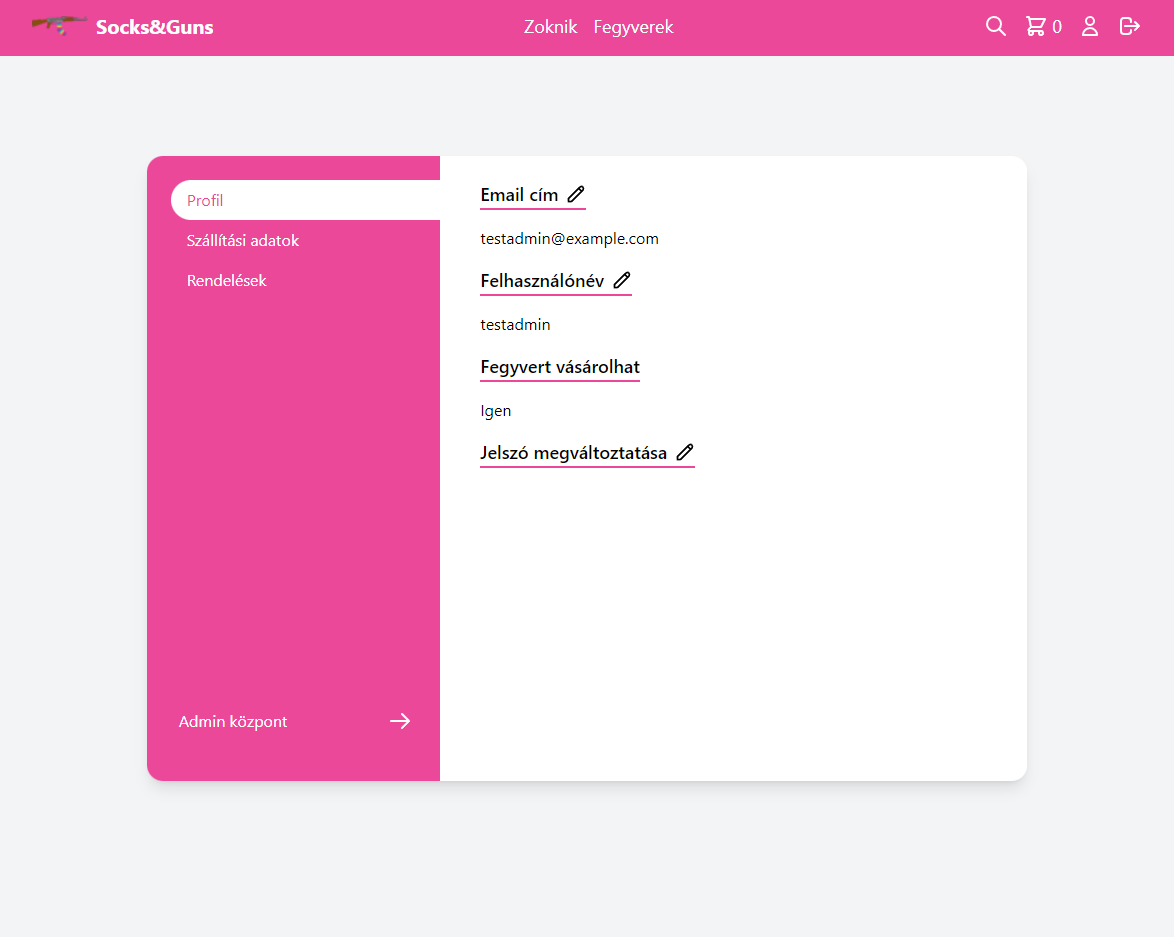 Socks&Guns
Zoknik Fegyverek
0
Profil
Szállítási adatok
Rendelések
Admin központ
Email cím
testadmin@example.com
Felhasználónév
testadmin
Fegyvert vásárolhat
Igen
Jelszó megváltoztatása